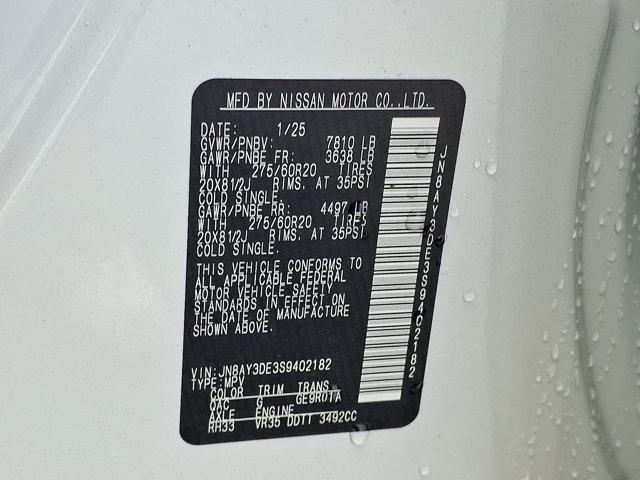 MFD BY NISSAN MOTOR CO.,LTD.
DATE: 1/25
GVWR/PNBV: 7810 LB
GAWR/PNBE FR: 3638 LB
WITH 275/60R20 TIRES
20X81/2J RIMS, AT 35PSI
COLD SINGLE.
GAWR/PNBE RR: 4497 LB
WITH 275/60R20 TIRES
20X81/2J RIMS, AT 35PSI
COLD SINGLE.
THIS VEHICLE CONFORMS TO
ALL APPLICABLE FEDERAL
MOTOR VEHICLE SAFETY
STANDARDS IN EFFECT ON
THE DATE OF MANUFACTURE
SHOWN ABOVE.
VIN:JN8AY3DE3S9402182
TYPE:MPV
COLOR TRIM TRANS
QAC G GE9R01A
AXLE ENGINE
RH33 VR35 DDTT 3492CC
JN8AY3DE3S9402182